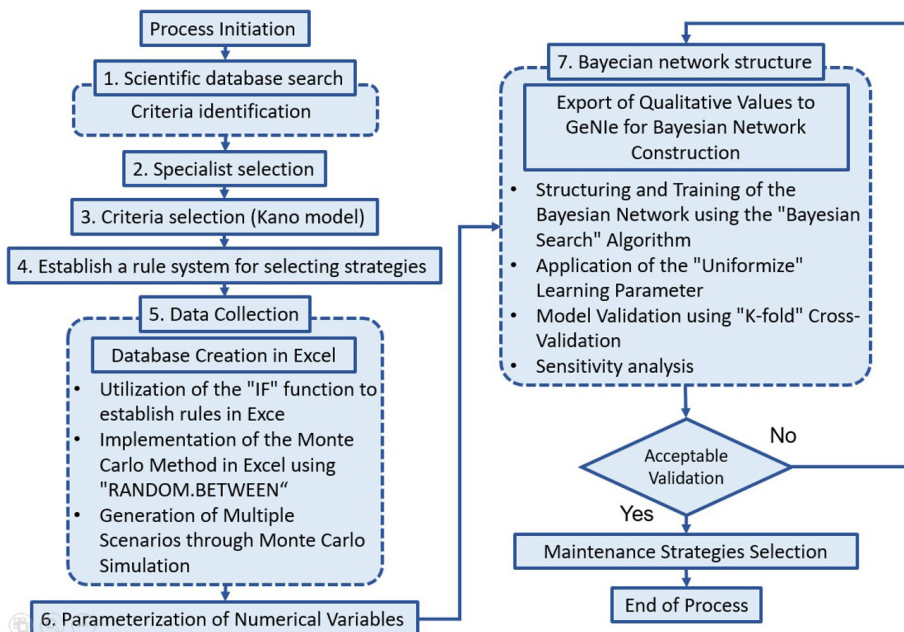 Process Initiation
1. Scientific database search
Criteria identification
2. Specialist selection
3. Criteria selection (Kano model)
4. Establish a rule system for selecting strategies
5. Data Collection
Database Creation in Excel
• Utilization of the "IF" function to
establish rules in Exce
• Implementation of the Monte
Carlo Method in Excel using
"RANDOM.BETWEEN“
• Generation of Multiple
Scenarios through Monte Carlo
Simulation
6. Parameterization of Numerical Variables
7. Bayecian network structure
Export of Qualitative Values to
GeNIe for Bayesian Network
Construction
• Structuring and Training of the
Bayesian Network using the "Bayesian
Search" Algorithm
• Application of the "Uniformize"
Learning Parameter
• Model Validation using "K-fold" Cross-
Validation
• Sensitivity analysis
Acceptable
Validation
No
Yes
Maintenance Strategies Selection
End of Process